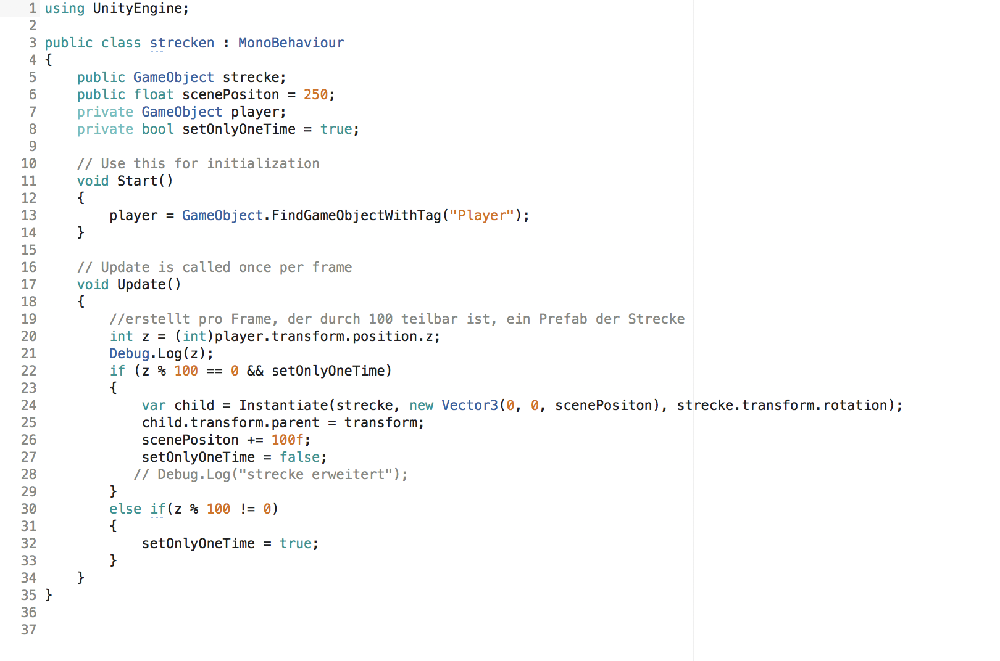 1 using UnityEngine;
2
3 public class strecken : MonoBehaviour
4 {
5     public GameObject strecke;
6     public float scenePositon = 250;
7     private GameObject player;
8     private bool setOnlyOneTime = true;
9
10     // Use this for initialization
11     void Start()
12     {
13         player = GameObject.FindGameObjectWithTag("Player");
14     }
15
16     // Update is called once per frame
17     void Update()
18     {
19         //erstellt pro Frame, der durch 100 teilbar ist, ein Prefab der Strecke
20         int z = (int)player.transform.position.z;
21         Debug.Log(z);
22         if (z % 100 == 0 && setOnlyOneTime)
23         {
24             var child = Instantiate(strecke, new Vector3(0, 0, scenePositon), strecke.transform.rotation);
25             child.transform.parent = transform;
26             scenePositon += 100f;
27             setOnlyOneTime = false;
28            // Debug.Log("strecke erweitert");
29         }
30         else if(z % 100 != 0)
31         {
32             setOnlyOneTime = true;
33         }
34     }
35 }
36
37